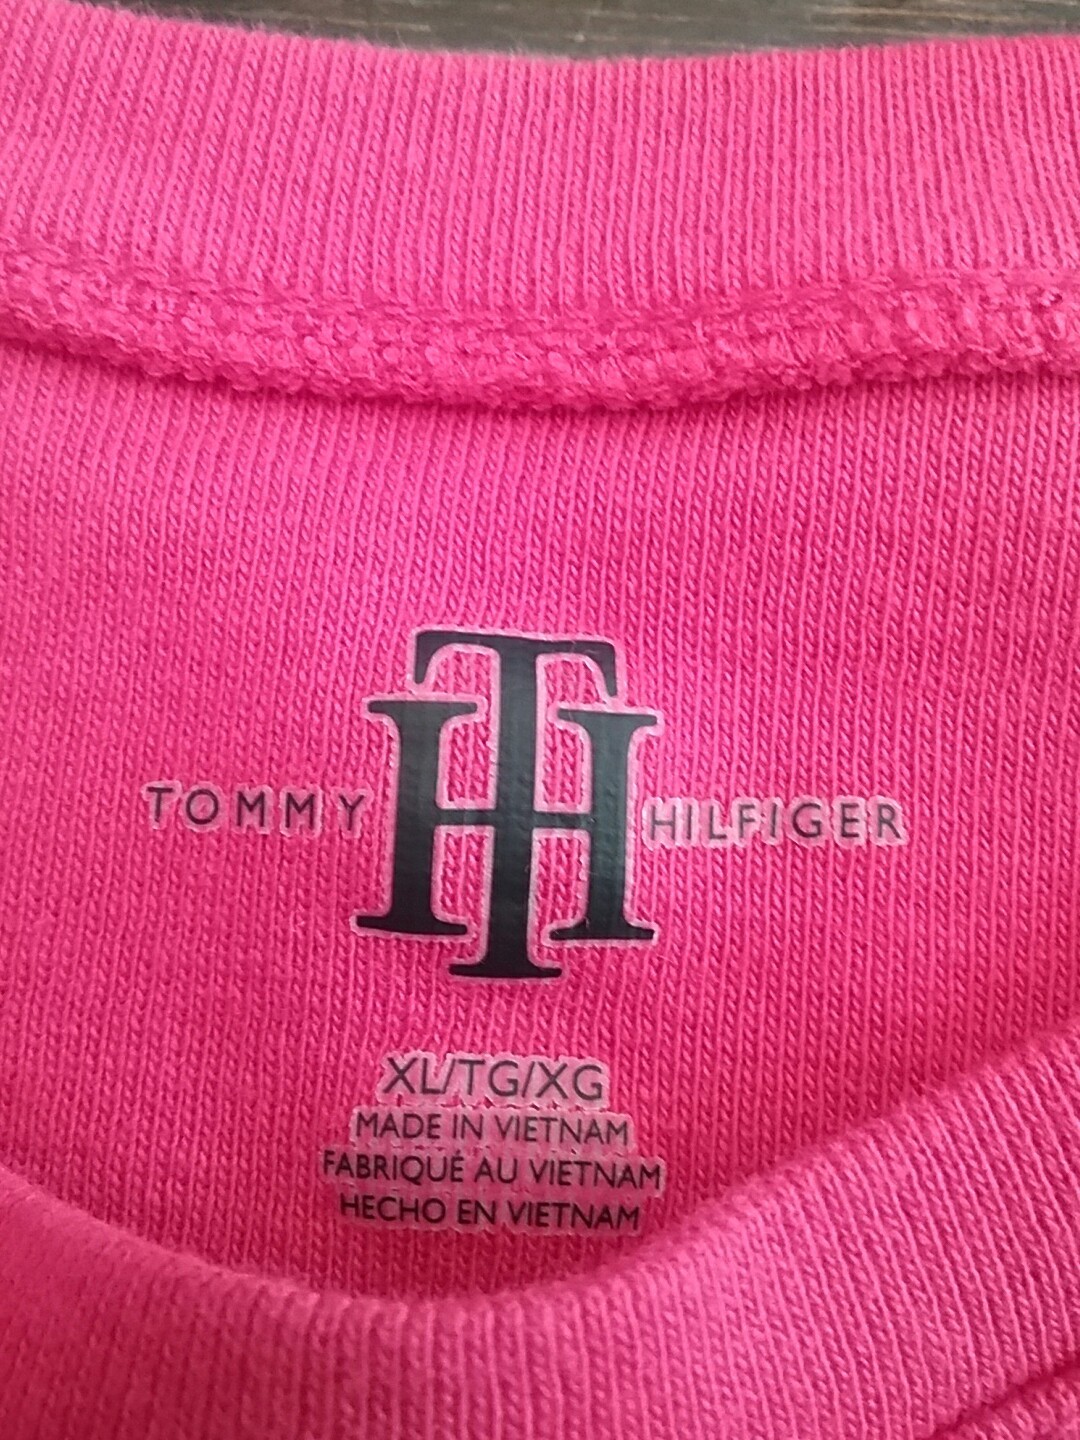 TOMMY TH HILFIGER
XL/TG/XG
MADE IN VIETNAM
FABRIQUÉ AU VIETNAM
HECHO EN VIETNAM